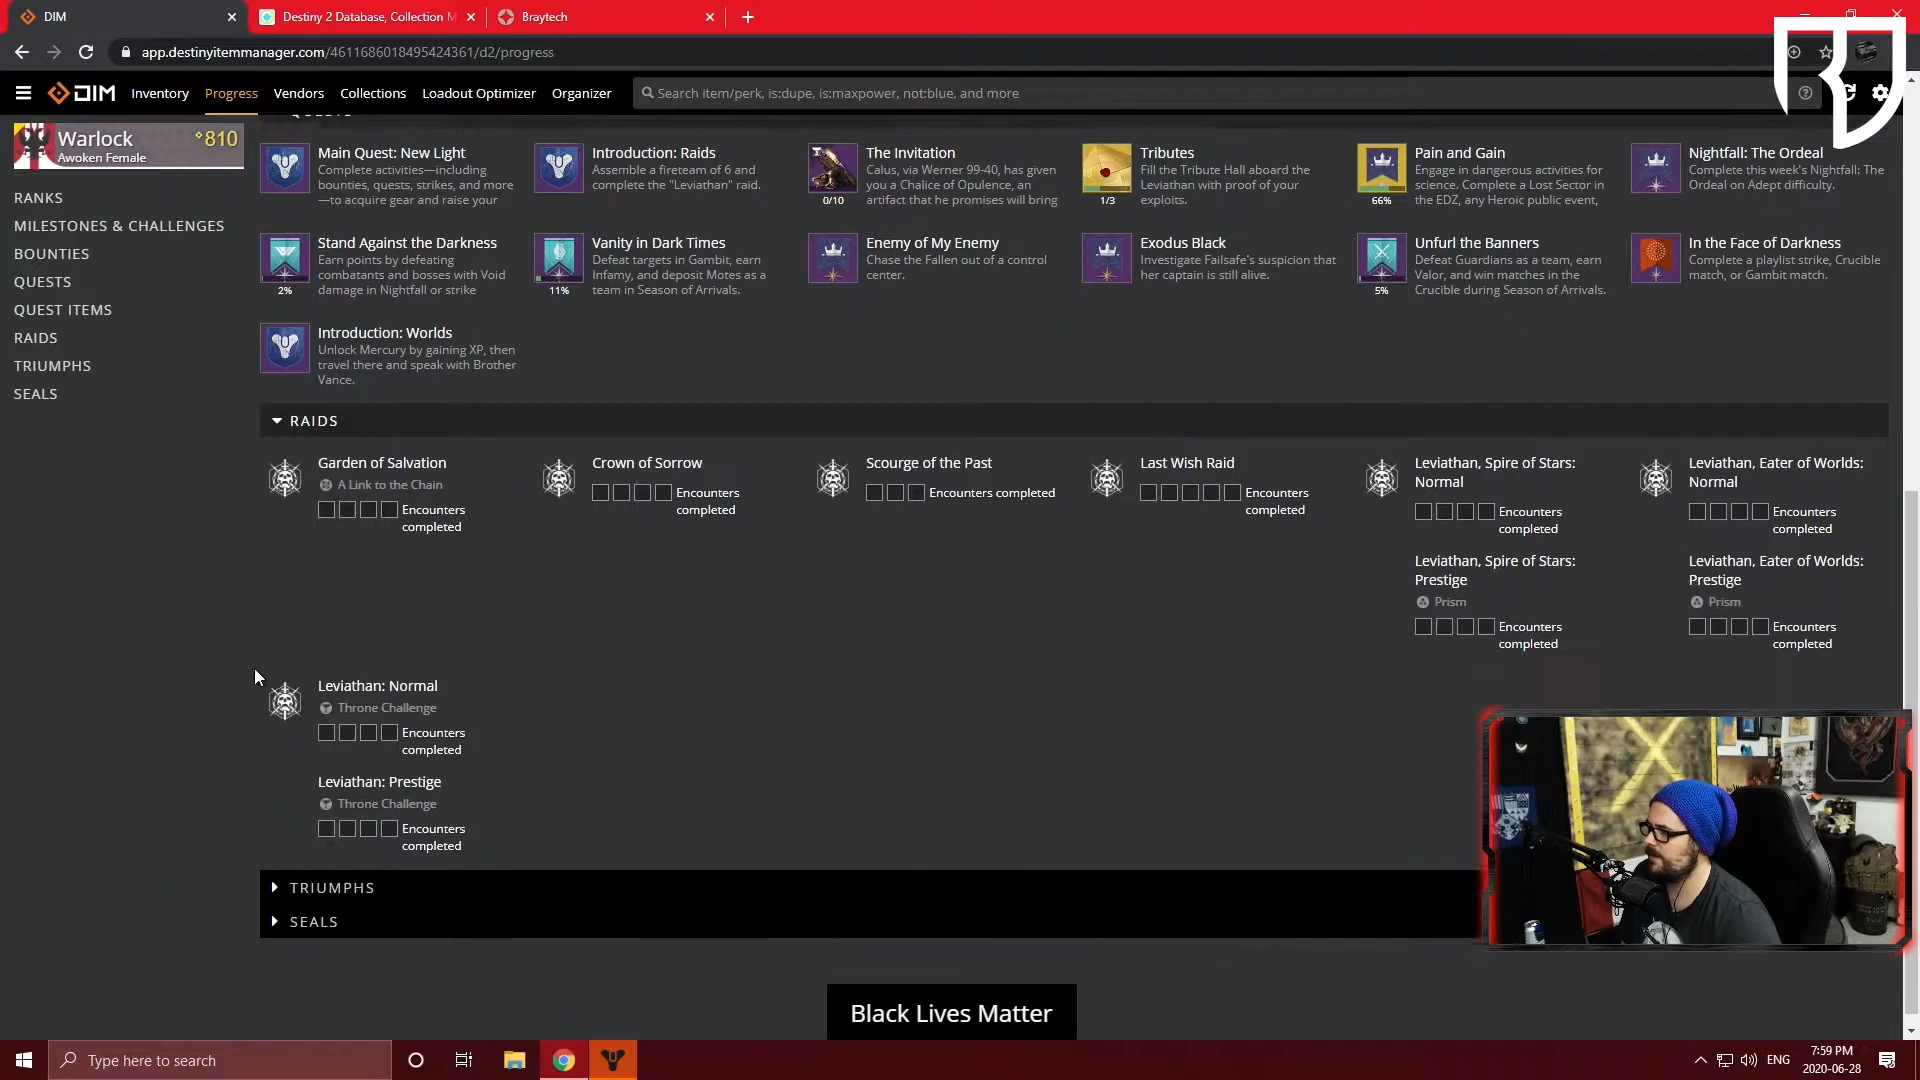 DIM
Destiny 2 Database, Collection M
Braytech
app.destinyitemmanager.com/4611686018495424361/d2/progress
DIM
Inventory
Progress
Vendors
Collections
Loadout Optimizer
Organizer
Search item/perk, is:dupe, is:maxpower, not:blue, and more
Warlock
810
Awoken Female
RANKS
MILESTONES & CHALLENGES
BOUNTIES
QUESTS
QUEST ITEMS
RAIDS
TRIUMPHS
SEALS
QUESTS
Main Quest: New Light
Complete activities—including
bounties, quests, strikes, and more
—to acquire gear and raise your
Introduction: Raids
Assemble a fireteam of 6 and
complete the "Leviathan" raid.
The Invitation
Calus, via Werner 99-40, has given
you a Chalice of Opulence, an
artifact that he promises will bring
0/10
Tributes
Fill the Tribute Hall aboard the
Leviathan with proof of your
exploits.
1/3
Pain and Gain
Engage in dangerous activities for
science. Complete a Lost Sector in
the EDZ, any Heroic public event,
66%
Nightfall: The Ordeal
Complete this week's Nightfall: The
Ordeal on Adept difficulty.
Stand Against the Darkness
Earn points by defeating
combatants and bosses with Void
damage in Nightfall or strike
2%
Vanity in Dark Times
Defeat targets in Gambit, earn
Infamy, and deposit Motes as a
team in Season of Arrivals.
11%
Enemy of My Enemy
Chase the Fallen out of a control
center.
Exodus Black
Investigate Failsafe's suspicion that
her captain is still alive.
Unfurl the Banners
Defeat Guardians as a team, earn
Valor, and win matches in the
Crucible during Season of Arrivals.
5%
In the Face of Darkness
Complete a playlist strike, Crucible
match, or Gambit match.
Introduction: Worlds
Unlock Mercury by gaining XP, then
travel there and speak with Brother
Vance.
RAIDS
Garden of Salvation
A Link to the Chain
Encounters
completed
Crown of Sorrow
Encounters
completed
Scourge of the Past
Encounters completed
Last Wish Raid
Encounters
completed
Leviathan, Spire of Stars:
Normal
Encounters
completed
Leviathan, Spire of Stars:
Prestige
Prism
Encounters
completed
Leviathan, Eater of Worlds:
Normal
Encounters
completed
Leviathan, Eater of Worlds:
Prestige
Prism
Encounters
completed
Leviathan: Normal
Throne Challenge
Encounters
completed
Leviathan: Prestige
Throne Challenge
Encounters
completed
TRIUMPHS
SEALS
Black Lives Matter
Type here to search
ENG
7:59 PM
2020-06-28